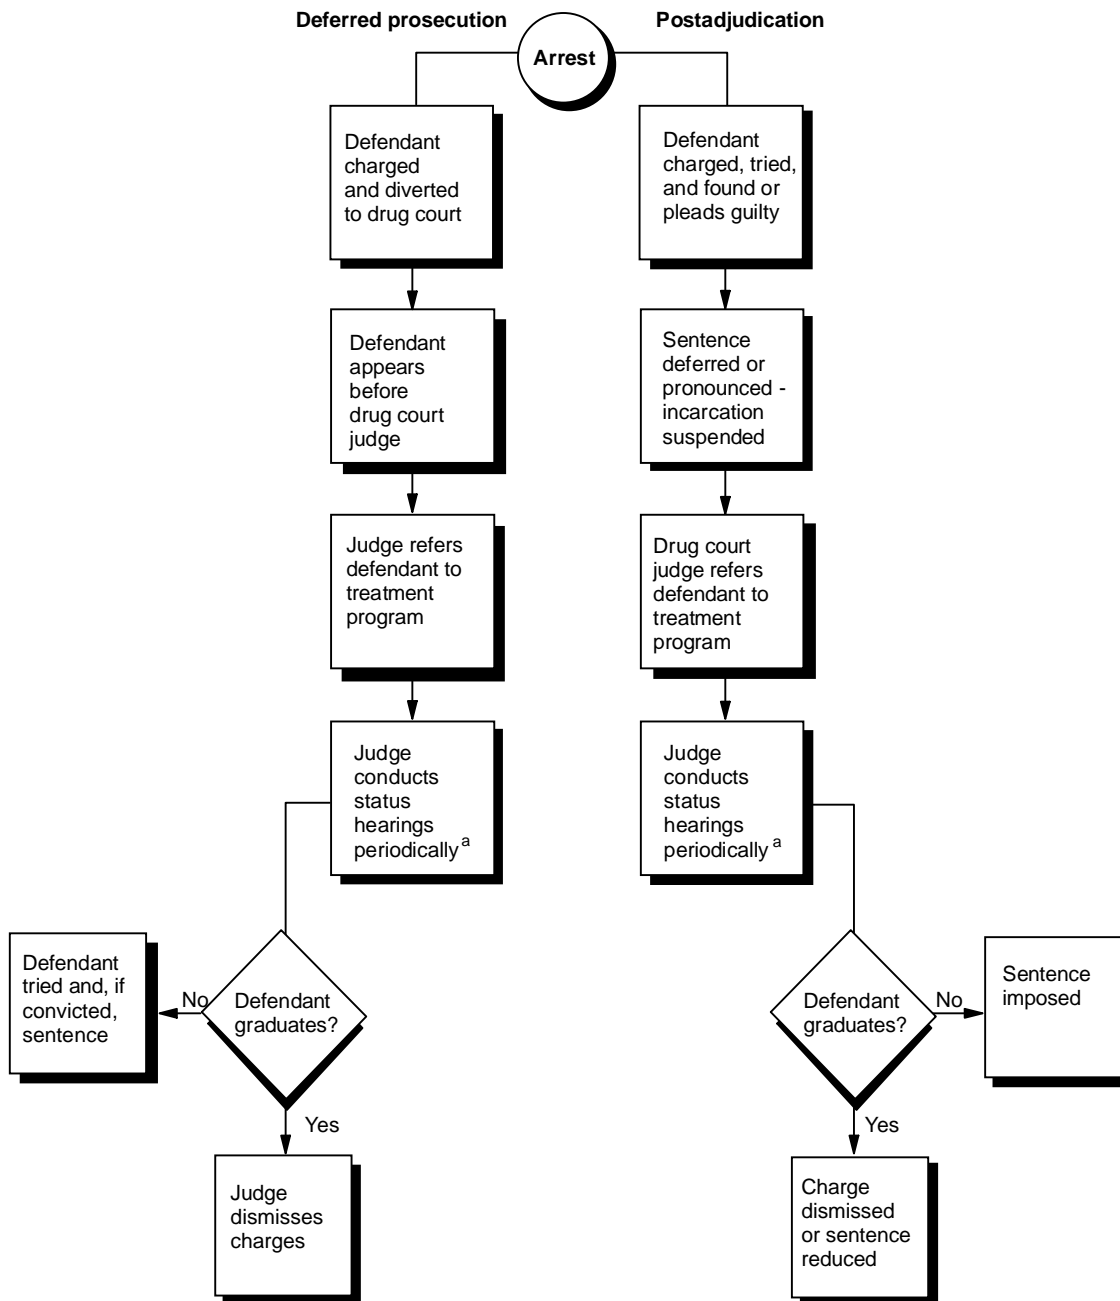 Deferred prosecution
Postadjudication
Arrest
Defendant
charged
and diverted
to drug court
Defendant
appears
before
drug court
judge
Judge refers
defendant to
treatment
program
Judge
conducts
status
hearings
periodically a
Defendant
graduates?
No
Defendant
tried and, if
convicted,
sentence
Yes
Judge
dismisses
charges
Defendant
charged, tried,
and found or
pleads guilty
Sentence
deferred or
pronounced -
incarcation
suspended
Drug court
judge refers
defendant to
treatment
program
Judge
conducts
status
hearings
periodically a
Defendant
graduates?
No
Sentence
imposed
Yes
Charge
dismissed
or sentence
reduced